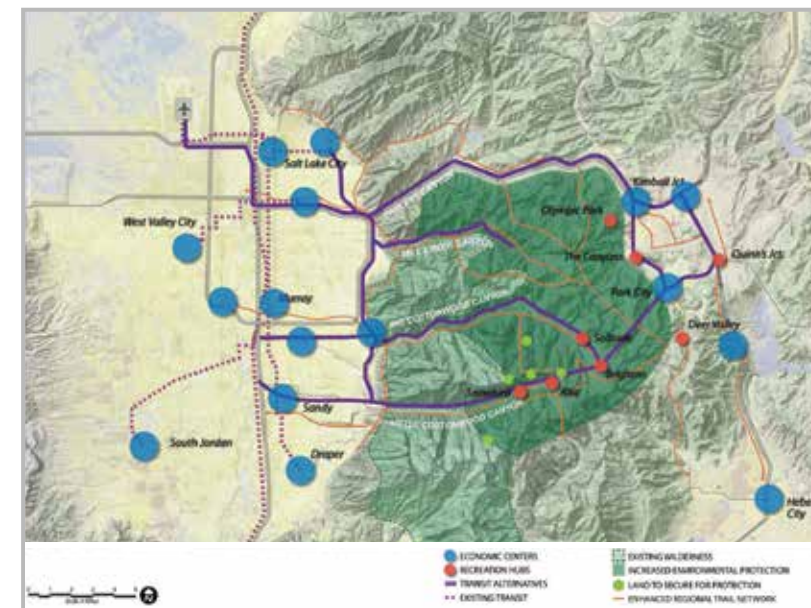 Salt Lake City
Kimball Jct.
Olympic Park
West Valley City
MILL CREEK CANYON
The Canyons
Quinn's Jct.
Park City
Murray
BIG COTTONWOOD CANYON
Deer Valley
Solitude
Brighton
Snowbird
Alta
Sandy
LITTLE COTTONWOOD CANYON
South Jordan
Draper
Heber
City
ECONOMIC CENTERS
RECREATION HUBS
TRANSIT ALTERNATIVES
EXISTING TRANSIT
EXISTING WILDERNESS
INCREASED ENVIRONMENTAL PROTECTION
LAND TO SECURE FOR PROTECTION
ENHANCED REGIONAL TRAIL NETWORK